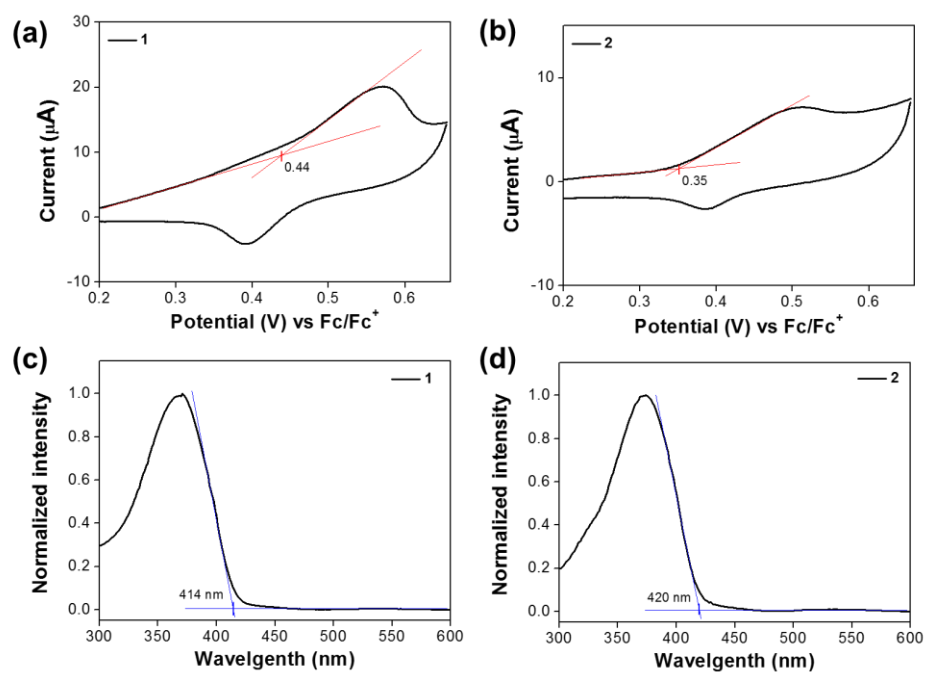 (a)
1
20
10
0
-10
0.44
0.2 0.3 0.4 0.5 0.6
Current (μA)
Potential (V) vs Fc/Fc+
(b)
2
10
0
-10
0.35
0.2 0.3 0.4 0.5 0.6
Current (μA)
Potential (V) vs Fc/Fc+
(c)
1
1.0
0.8
0.6
0.4
0.2
0.0
414 nm
300 350 400 450 500 550 600
Normalized intensity
Wavelgenth (nm)
(d)
2
1.0
0.8
0.6
0.4
0.2
0.0
420 nm
300 350 400 450 500 550 600
Normalized intensity
Wavelgenth (nm)